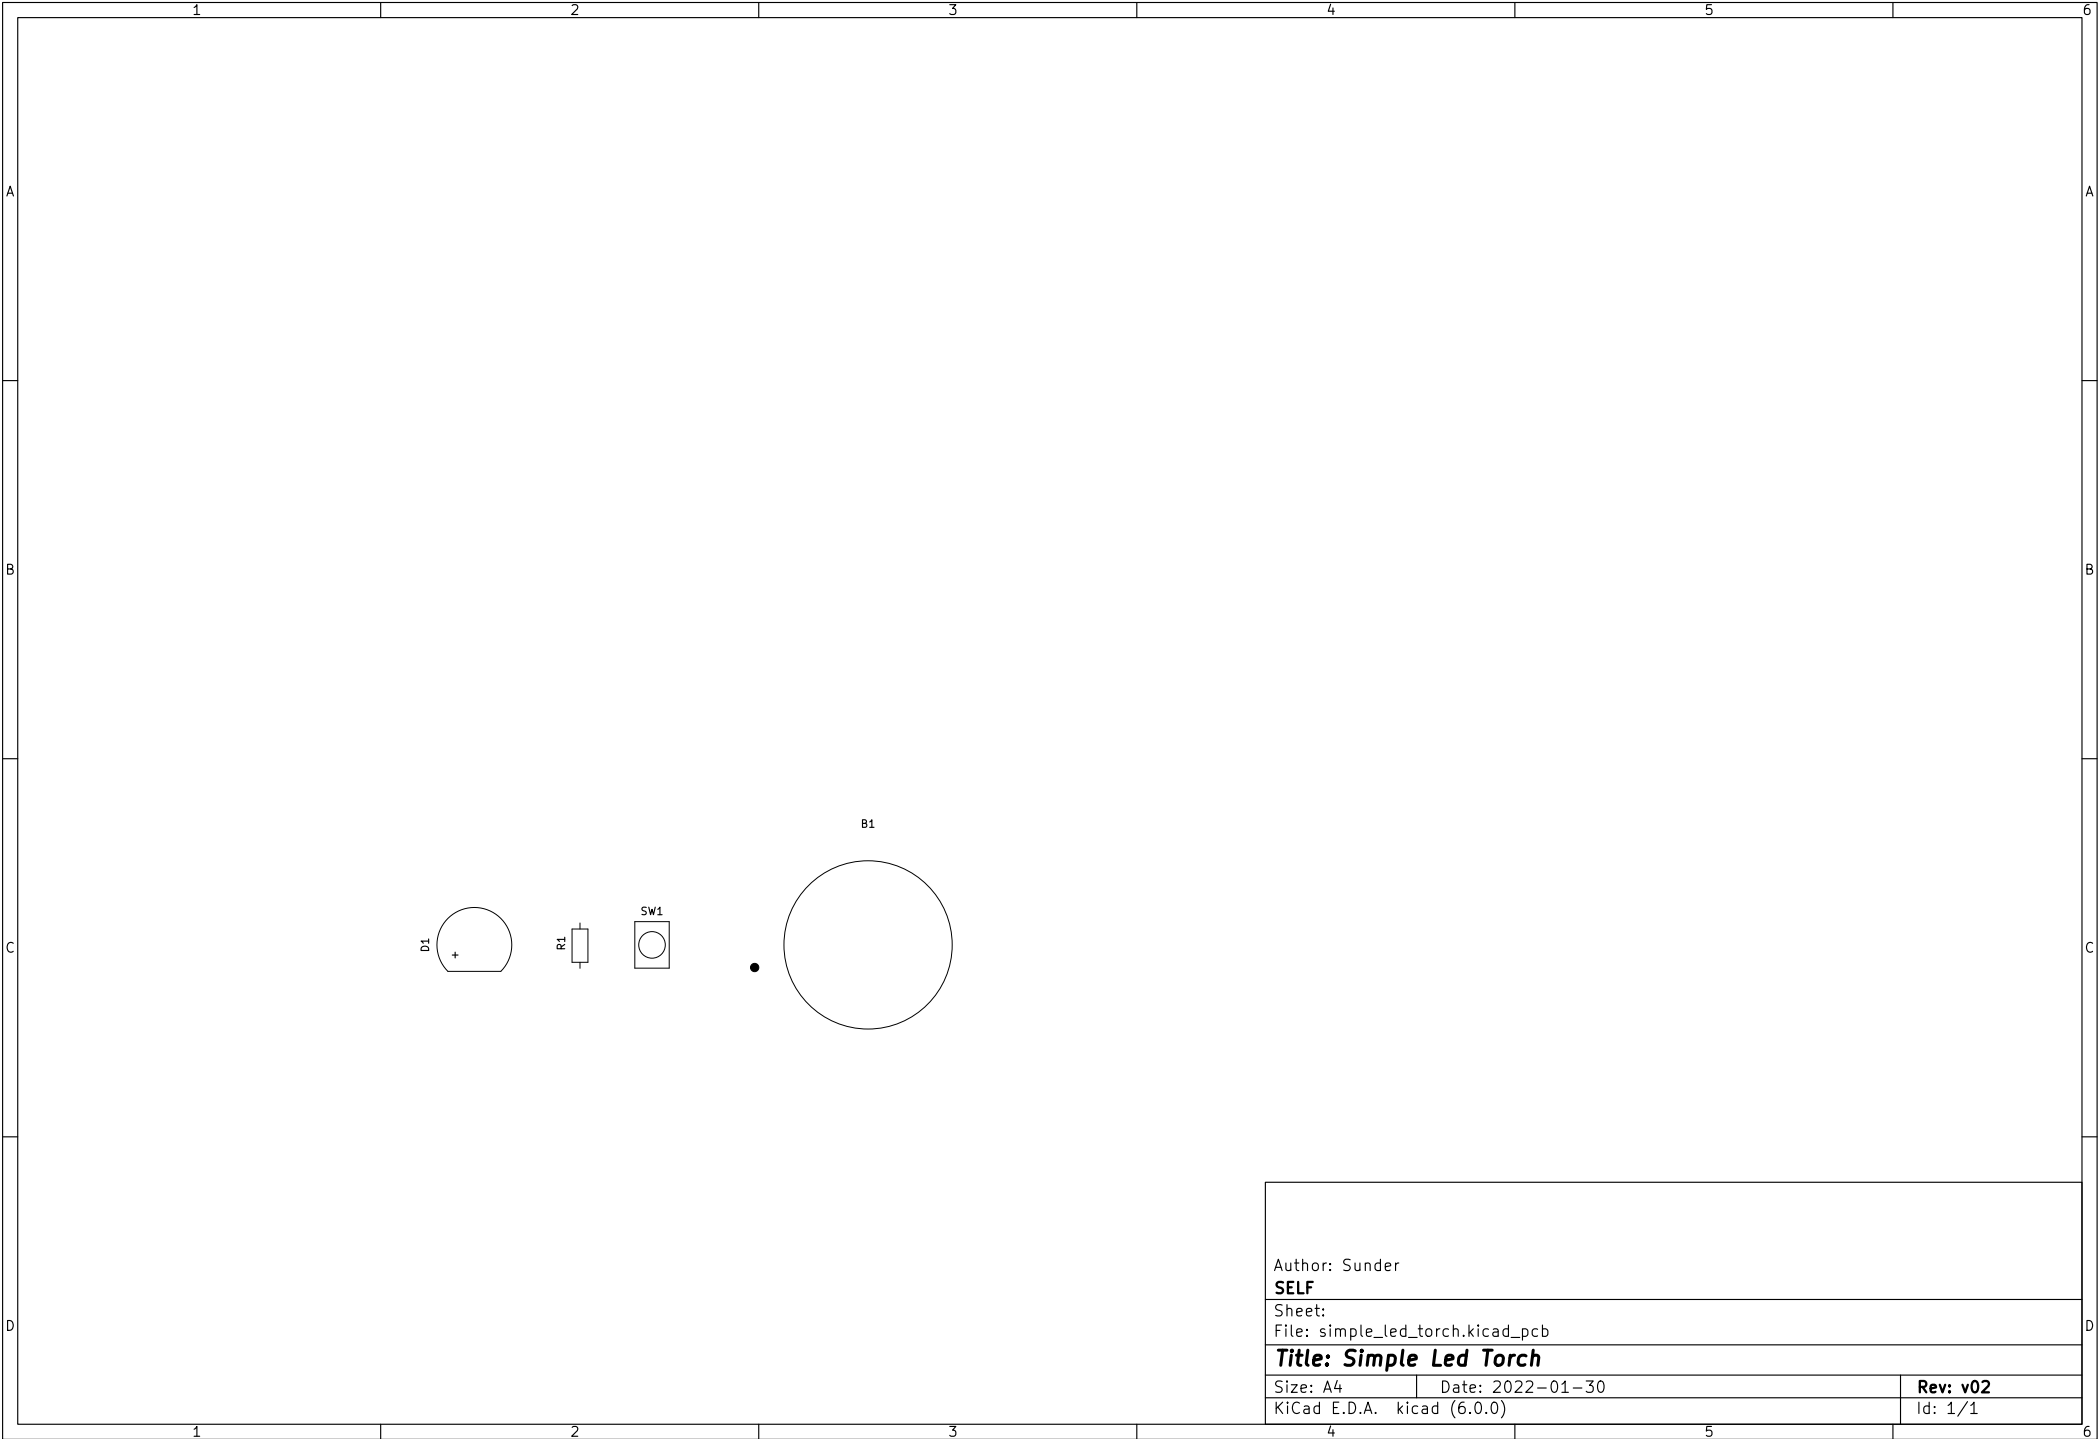 1 2 3 4 5 6
A A
B B
B1
SW1
D1 + R1
C C
Author: Sunder
SELF
Sheet:
File: simple_led_torch.kicad_pcb
D D
Title: Simple Led Torch
Size: A4 Date: 2022-01-30 Rev: v02
KiCad E.D.A. kicad (6.0.0) Id: 1/1
1 2 3 4 5 6